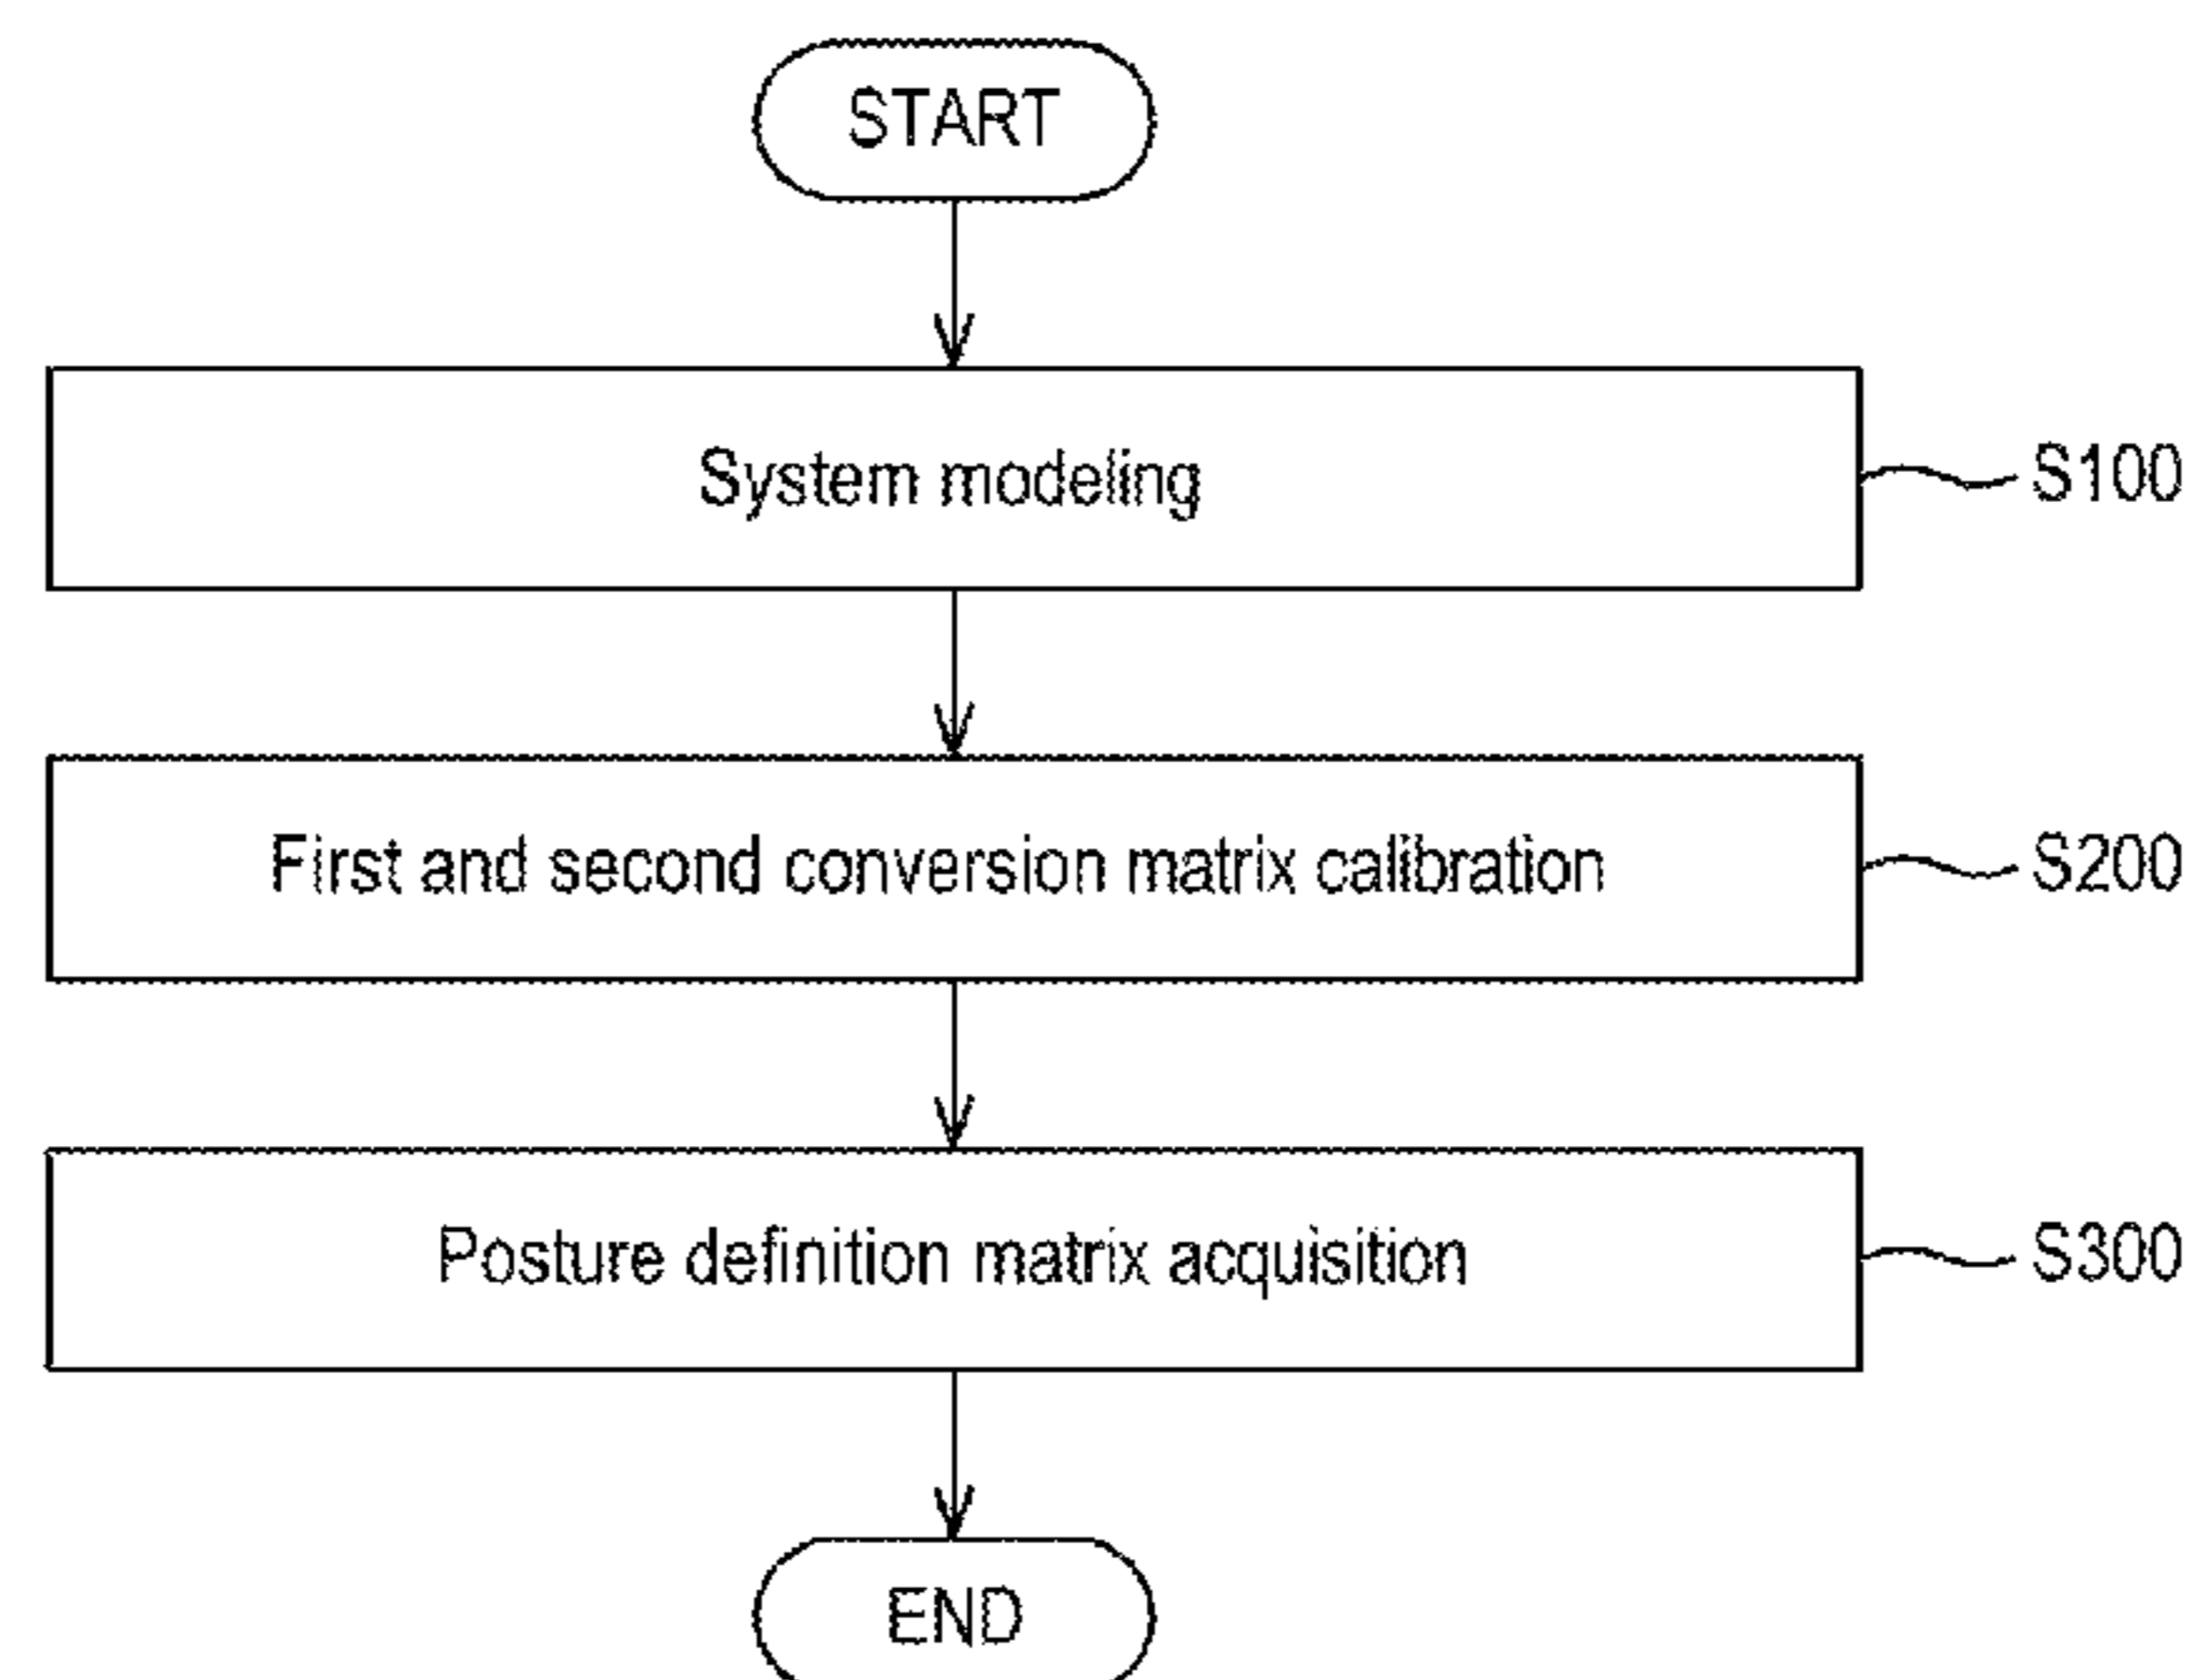 START
System modeling
S100
First and second conversion matrix calibration
S200
Posture definition matrix acquisition
S300
END